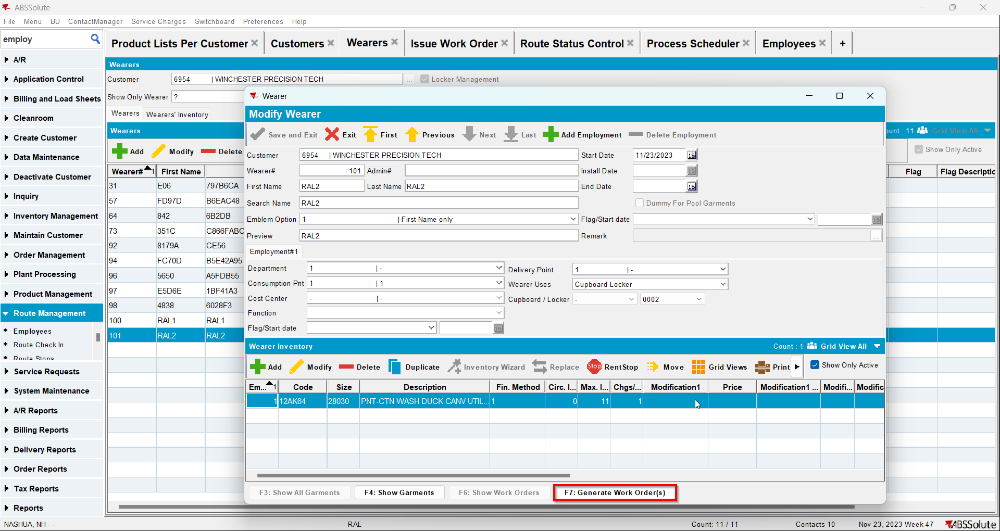 ABSSolute
File Menu BU ContactManager Service Charges Switchboard Preferences Help
employ
Product Lists Per Customer Customers Wearers Issue Work Order Route Status Control Process Scheduler Employees +
A/R
Application Control
Billing and Load Sheets
Cleanroom
Create Customer
Data Maintenance
Deactivate Customer
Inquiry
Inventory Management
Maintain Customer
Order Management
Plant Processing
Product Management
Route Management
Employees
Route Check In
Route Stops
Service Requests
System Maintenance
A/R Reports
Billing Reports
Delivery Reports
Order Reports
Tax Reports
Reports
Wearers
Customer 6954 | WINCHESTER PRECISION TECH ... Locker Management
Show Only Wearer ?
Wearers Wearers' Inventory
Wearers
ount : 11 Grid View All
Add Modify Delete
Show Only Active
Wearer# 1 First Name Flag Flag Descriptic
31 E06 797B6CA
57 FD97D B6EAC48
64 842 6B2DB
73 351C C866FABC
92 8179A CE56
94 FC70D B5E42A95
96 5650 A5FDB55
97 E5D6E 1BF41A3
98 4838 6028F3
100 RAL1 RAL1
101 RAL2 RAL2
Wearer
Modify Wearer
Save and Exit Exit First Previous Next Last Add Employment Delete Employment
Customer 6954 | WINCHESTER PRECISION TECH Start Date 11/23/2023 16
Wearer# 101 Admin# Install Date 16
First Name RAL2 Last Name RAL2 End Date 16
Search Name RAL2 Dummy For Pool Garments
Emblem Option 1 | First Name only Flag/Start date 16
Preview RAL2 Remark ...
Employment#1
Department 1 | - Delivery Point 1 | -
Consumption Pnt 1 | 1 Wearer Uses Cupboard Locker
Cost Center - | - Cupboard / Locker - 0002
Function
Flag/Start date 16
Wearer Inventory Count : 1 Grid View All
Add Modify Delete Duplicate Inventory Wizard Replace Stop RentStop Move Grid Views Print Show Only Active
Em... 1 Code Size Description Fin. Method Circ. I... Max. I... Chgs/... Modification1 Price Modification1 ... Modifi... Modific
1 12AK64 28030 PNT-CTN WASH DUCK CANV UTIL... 1 0 11 1
F3: Show All Garments F4: Show Garments F6: Show Work Orders F7: Generate Work Order(s)
NASHUA, NH - - RAL Count: 11 / 11 Contacts 10 Nov 23, 2023 Week 47 ABSSolute